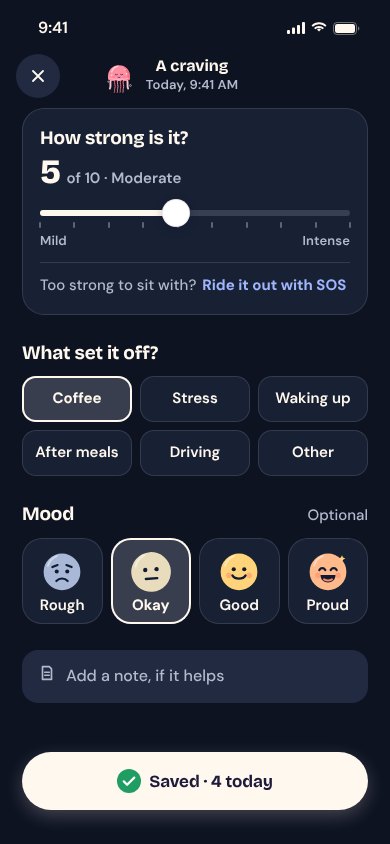 9:41
A craving
Today, 9:41 AM
How strong is it?
5 of 10 · Moderate
Mild Intense
Too strong to sit with? Ride it out with SOS
What set it off?
Coffee Stress Waking up
After meals Driving Other
Mood Optional
Rough Okay Good Proud
Add a note, if it helps
Saved · 4 today